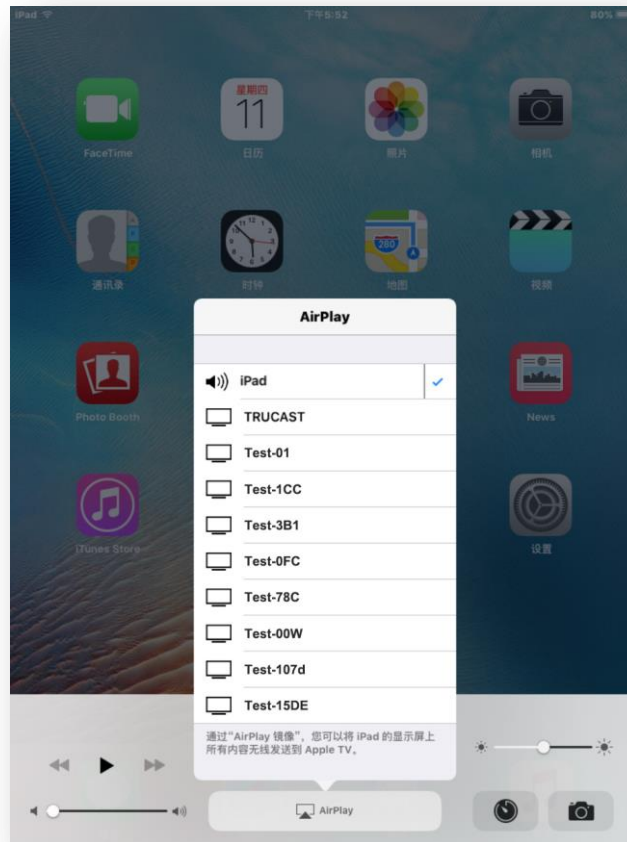 iPad
下午5:52
80%
星期四
11
FaceTime
日历
照片
相机
12
280
通讯录
时钟
地图
视频
AirPlay
iPad
TRUCAST
Test-01
Test-1CC
Test-3B1
Test-0FC
Test-78C
Test-00W
Test-107d
Test-15DE
通过“AirPlay 镜像”，您可以将 iPad 的显示屏上
所有内容无线发送到 Apple TV。
Photo Booth
News
iTunes Store
设置
AirPlay